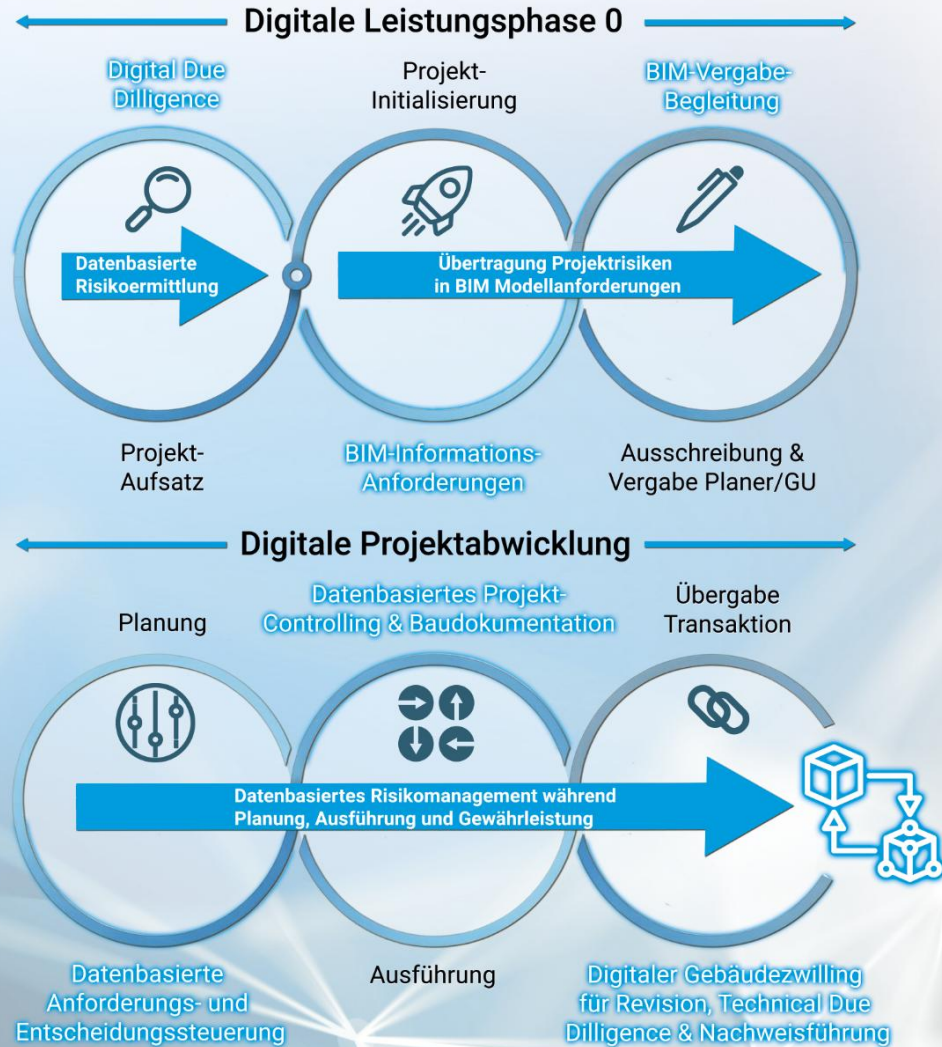 Digitale Leistungsphase 0
Digital Due
Dilligence
Projekt-
Initialisierung
BIM-Vergabe-
Begleitung
Datenbasierte
Risikoermittlung
Übertragung Projektrisiken
in BIM Modellanforderungen
Projekt-
Aufsatz
BIM-Informations-
Anforderungen
Ausschreibung &
Vergabe Planer/GU
Digitale Projektabwicklung
Planung
Datenbasiertes Projekt-
Controlling & Baudokumentation
Übergabe
Transaktion
Datenbasiertes Risikomanagement während
Planung, Ausführung und Gewährleistung
Datenbasierte
Anforderungs- und
Entscheidungssteuerung
Ausführung
Digitaler Gebäudezwilling
für Revision, Technical Due
Dilligence & Nachweisführung